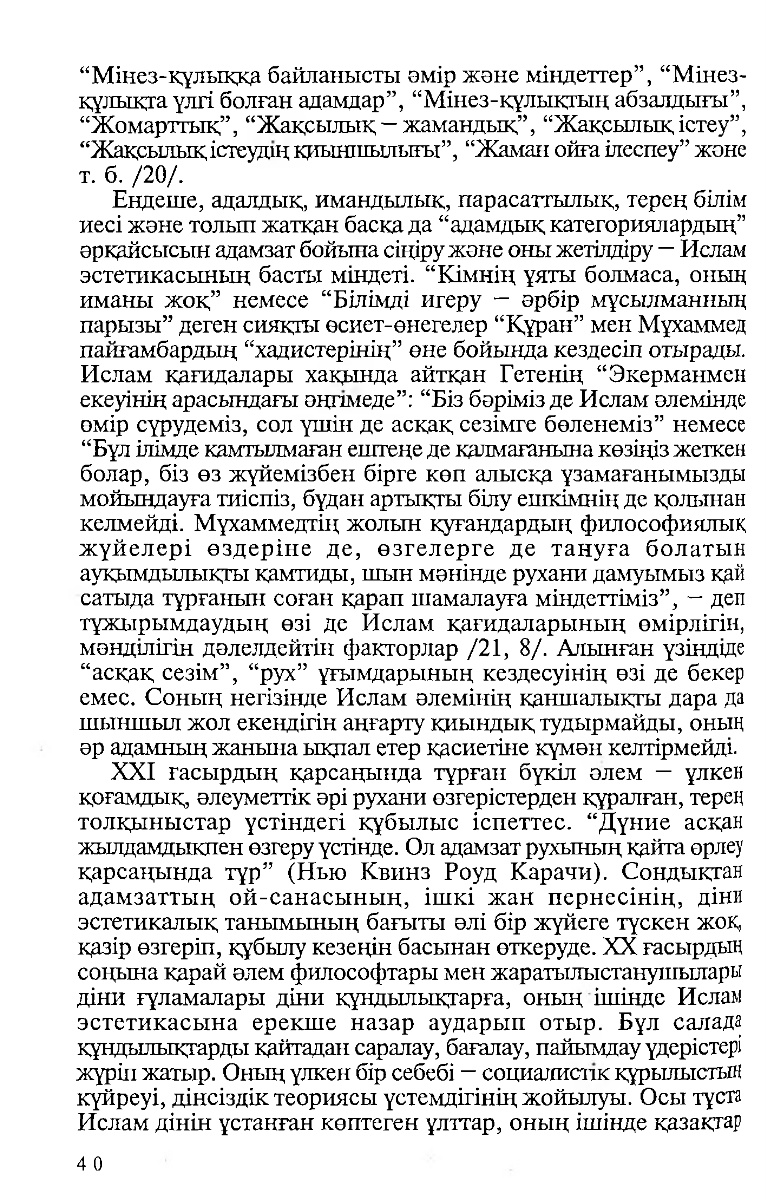 “Мінез-құлыққа байланысты өмір және міндеттер”, “Мінез-
құлықта үлгі болған адамдар”, “Мінез-құлықтың абзалдығы”,
“Жомарттық”, “Жақсылық – жамандық”, “Жақсылық істеу”,
“Жақсылық істеудің қиыншылығы”, “Жаман ойға ілеспеу” және
т. б. /20/.
Ендеше, адалдық, имандылық, парасаттылық, терең білім
иесі және толып жатқан басқа да “адамдық категориялардың”
әрқайсысын адамзат бойына сіңіру және оны жетілдіру – Ислам
эстетикасының басты міндеті. “Кімнің ұяты болмаса, оның
иманы жоқ” немесе “Білімді игеру – әрбір мұсылманның
парызы” деген сияқты өсиет-өнегелер “Құран” мен Мұхаммед
пайғамбардың “хадистерінің” өне бойында кездесіп отырады.
Ислам қағидалары хақында айтқан Гетенің “Экерманмен
екеуінің арасындағы әңгімеде”: “Біз бәріміз де Ислам әлемінде
өмір сүрудеміз, сол үшін де асқақ сезімге бөленеміз” немесе
“Бұл ілімде қамтылмаған ештеңе де қалмағанына көзіңіз жеткен
болар, біз өз жүйемізбен бірге көп алысқа ұзамағанымызды
мойындауға тиіспіз, бұдан артықты білу ешкімнің де қолынан
келмейді. Мұхаммедтің жолын қуғандардың философиялық
жүйелері өздеріне де, өзгелерге де тануға болатын
ауқымдылықты қамтиды, шын мәнінде рухани дамуымыз қай
сатыда тұрғанын соған қарап шамалауға міндеттіміз”, – деп
тұжырымдаудың өзі де Ислам қағидаларының өмірлігін,
мәнділігін дәлелдейтін факторлар /21, 8/. Алынған үзіндіде
“асқақ сезім”, “рух” ұғымдарының кездесуінің өзі де бекер
емес. Соның негізінде Ислам әлемінің қаншалықты дара да
шыншыл жол екендігін аңғарту қиындық тудырмайды, оның
әр адамның жанына ықпал етер қасиетіне күмән келтірмейді.
XXI ғасырдың қарсаңында тұрған бүкіл әлем – үлкен
қоғамдық, әлеуметтік әрі рухани өзгерістерден құралған, терең
толқыныстар үстіндегі құбылыс іспеттес. “Дүние асқан
жылдамдықпен өзгеру үстінде. Ол адамзат рухының қайта өрлеу
қарсаңында тұр” (Нью Квинз Роуд Карачи). Сондықтан
адамзаттың ой-санасының, ішкі жан пернесінің, діни
эстетикалық танымының бағыты әлі бір жүйеге түскен жоқ,
қазір өзгеріп, құбылу кезеңін басынан өткеруде. XX ғасырдың
соңына қарай әлем философтары мен жаратылыстанушылары
діни ғұламалары діни құндылықтарға, оның ішінде Ислам
эстетикасына ерекше назар аударып отыр. Бұл салада
құндылықтарды қайтадан саралау, бағалау, пайымдау үдерістері
жүріп жатыр. Оның үлкен бір себебі – социалистік құрылыстың
күйреуі, дінсіздік теориясы үстемдігінің жойылуы. Осы тұста
Ислам дінін ұстанған көптеген ұлттар, оның ішінде қазақтар
4 0